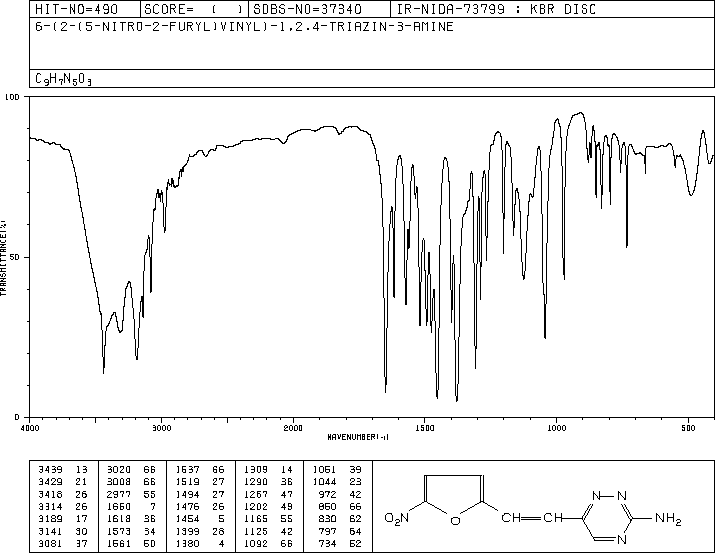 HIT-NO=490 SCORE= ( ) SDBS-NO=37340 IR-NIDA-73799 : KBR DISC
6-(2-(5-NITRO-2-FURYL)VINYL)-1,2,4-TRIAZIN-3-AMINE
C9H7N5O3
100
50
0
TRANSMITTANCE(%)
4000 3000 2000 1500 1000 500
WAVENUMBER(-1)
3439 13 3020 66 1537 66 1309 14 1051 39
3429 21 3008 66 1519 27 1290 36 1044 23
3418 26 2977 55 1494 27 1267 47 972 42
3314 26 1650 7 1476 26 1202 49 850 66
3189 17 1618 36 1454 5 1165 55 830 62
3141 30 1573 34 1399 28 1125 42 797 64
3081 37 1561 50 1380 4 1092 66 734 52
O2N O CH=CH N N N NH2